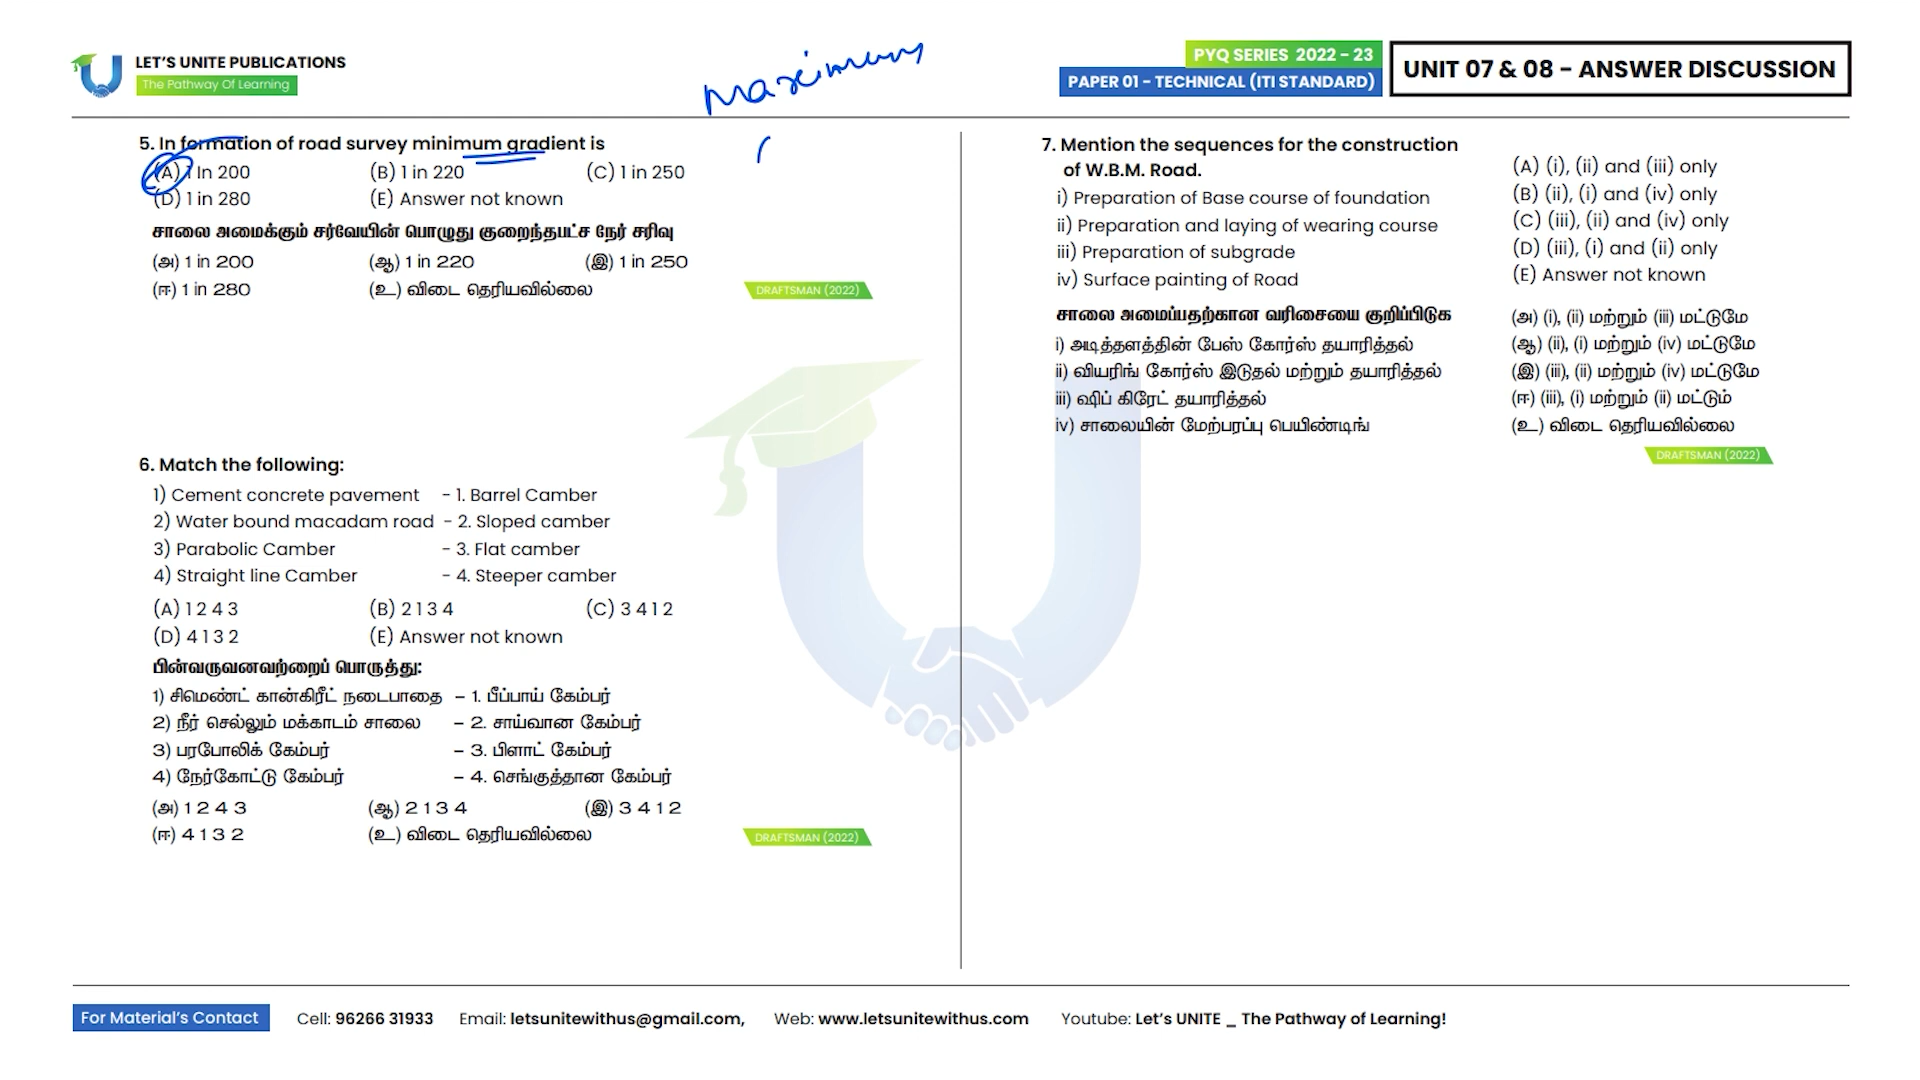 LET'S UNITE PUBLICATIONS
The Pathway Of Learning
Maximum
PYQ SERIES 2022 - 23
PAPER 01 - TECHNICAL (ITI STANDARD)
UNIT 07 & 08 - ANSWER DISCUSSION
5. In formation of road survey minimum gradient is
(A) 1 In 200 (B) 1 in 220 (C) 1 in 250
(D) 1 in 280 (E) Answer not known
சாலை அமைக்கும் சர்வேயின் பொழுது குறைந்தபட்ச நேர் சரிவு
(அ) 1 in 200 (ஆ) 1 in 220 (இ) 1 in 250
(ஈ) 1 in 280 (உ) விடை தெரியவில்லை
DRAFTSMAN (2022)
6. Match the following:
1) Cement concrete pavement - 1. Barrel Camber
2) Water bound macadam road - 2. Sloped camber
3) Parabolic Camber - 3. Flat camber
4) Straight line Camber - 4. Steeper camber
(A) 1 2 4 3 (B) 2 1 3 4 (C) 3 4 1 2
(D) 4 1 3 2 (E) Answer not known
பின்வருவனவற்றைப் பொருத்து:
1) சிமெண்ட் கான்கிரீட் நடைபாதை - 1. பீப்பாய் கேம்பர்
2) நீர் செல்லும் மக்காடம் சாலை - 2. சாய்வான கேம்பர்
3) பரபோலிக் கேம்பர் - 3. பிளாட் கேம்பர்
4) நேர்கோட்டு கேம்பர் - 4. செங்குத்தான கேம்பர்
(அ) 1 2 4 3 (ஆ) 2 1 3 4 (இ) 3 4 1 2
(ஈ) 4 1 3 2 (உ) விடை தெரியவில்லை
DRAFTSMAN (2022)
7. Mention the sequences for the construction
of W.B.M. Road.
i) Preparation of Base course of foundation
ii) Preparation and laying of wearing course
iii) Preparation of subgrade
iv) Surface painting of Road
(A) (i), (ii) and (iii) only
(B) (ii), (i) and (iv) only
(C) (iii), (ii) and (iv) only
(D) (iii), (i) and (ii) only
(E) Answer not known
சாலை அமைப்பதற்கான வரிசையை குறிப்பிடுக
i) அடித்தளத்தின் பேஸ் கோர்ஸ் தயாரித்தல்
ii) வியரிங் கோர்ஸ் இடுதல் மற்றும் தயாரித்தல்
iii) ஷிப் கிரேட் தயாரித்தல்
iv) சாலையின் மேற்பரப்பு பெயிண்டிங்
(அ) (i), (ii) மற்றும் (iii) மட்டுமே
(ஆ) (ii), (i) மற்றும் (iv) மட்டுமே
(இ) (iii), (ii) மற்றும் (iv) மட்டுமே
(ஈ) (iii), (i) மற்றும் (ii) மட்டும்
(உ) விடை தெரியவில்லை
DRAFTSMAN (2022)
For Material's Contact Cell: 96266 31933 Email: letsunitewithus@gmail.com, Web: www.letsunitewithus.com Youtube: Let's UNITE _ The Pathway of Learning!